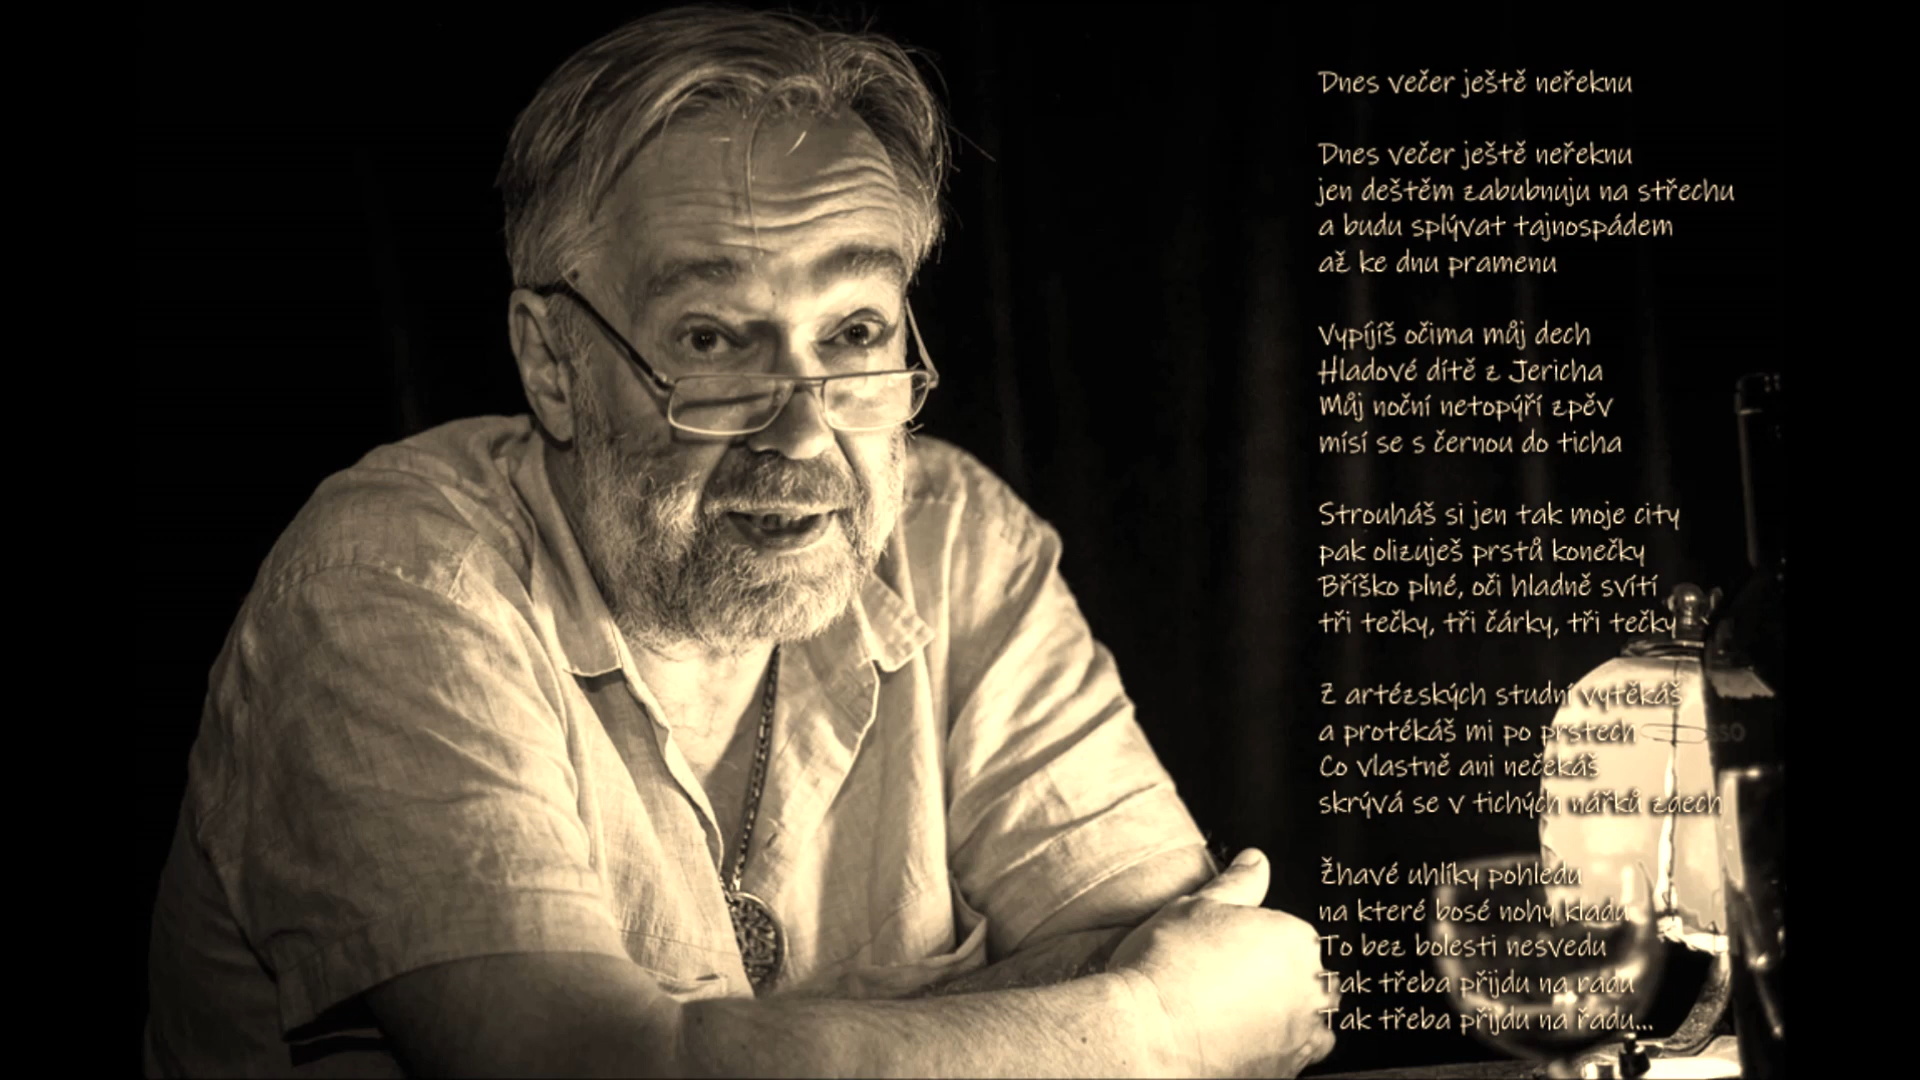 Dnes večer ještě neřeknu
Dnes večer ještě neřeknu
jen deštěm zabubnuju na střechu
a budu splývat tajnospádem
až ke dnu pramenu
Vypíjíš očima můj dech
Hladové dítě z Jericha
Můj noční netopýří zpěv
mísí se s černou do ticha
Strouháš si jen tak moje city
pak olizuješ prstů konečky
Bříško plné, oči hladně svítí
tři tečky, tři čárky, tři tečky
Z artézských studní vytěkáš
a protékáš mi po prstech
Co vlastně ani nečekáš
skrývá se v tichých nářků zdech
Žhavé uhlíky pohledu
na které bosé nohy kladu
To bez bolesti nesvedu
Tak třeba přijdu na radu
Tak třeba přijdu na řadu...